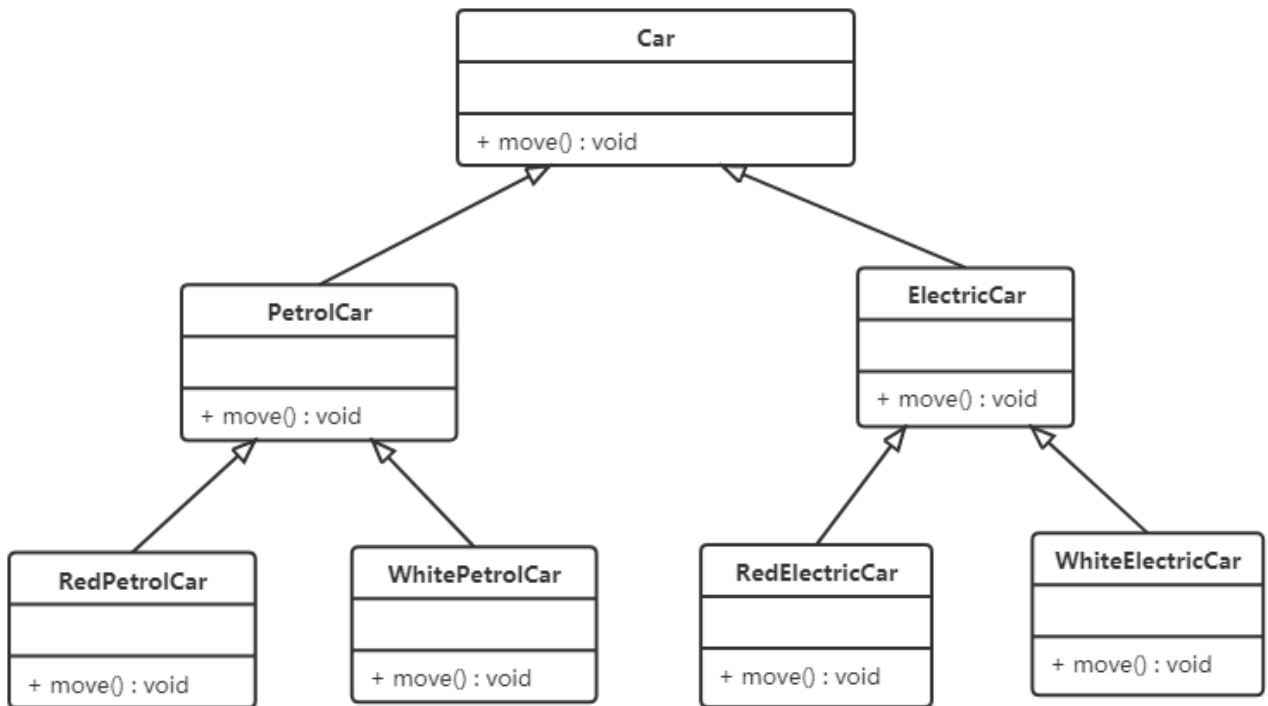 Car
+ move() : void
PetrolCar
+ move() : void
ElectricCar
+ move() : void
RedPetrolCar
+ move() : void
WhitePetrolCar
+ move() : void
RedElectricCar
+ move() : void
WhiteElectricCar
+ move() : void